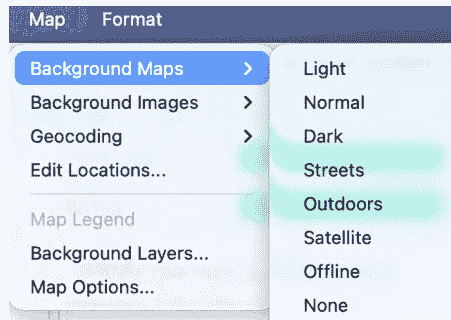 Map Format
Background Maps
Background Images
Geocoding
Edit Locations...
Map Legend
Background Layers...
Map Options...
Light
Normal
Dark
Streets
Outdoors
Satellite
Offline
None